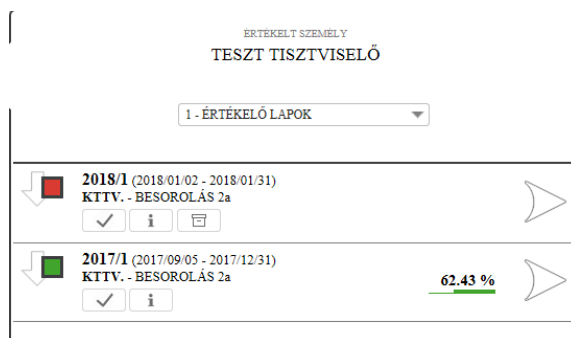 ÉRTÉKELT SZEMÉLY
TESZT TISZTVISELŐ
1 - ÉRTÉKELŐ LAPOK
2018/1 (2018/01/02 - 2018/01/31)
KTTV. - BESOROLÁS 2a
i
2017/1 (2017/09/05 - 2017/12/31)
KTTV. - BESOROLÁS 2a
62.43 %
i